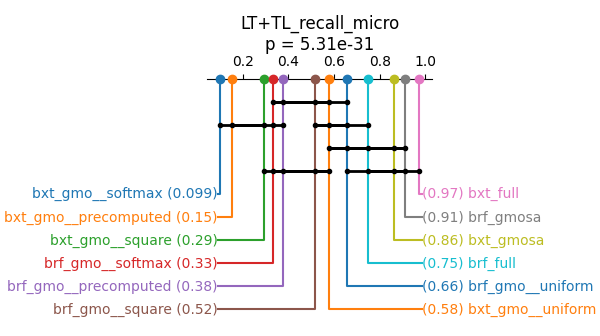 LT+TL_recall_micro
p = 5.31e-31
0.2 0.4 0.6 0.8 1.0
bxt_gmo__softmax (0.099) (0.97) bxt_full
bxt_gmo__precomputed (0.15) (0.91) brf_gmosa
bxt_gmo__square (0.29) (0.86) bxt_gmosa
brf_gmo__softmax (0.33) (0.75) brf_full
brf_gmo__precomputed (0.38) (0.66) brf_gmo__uniform
brf_gmo__square (0.52) (0.58) bxt_gmo__uniform